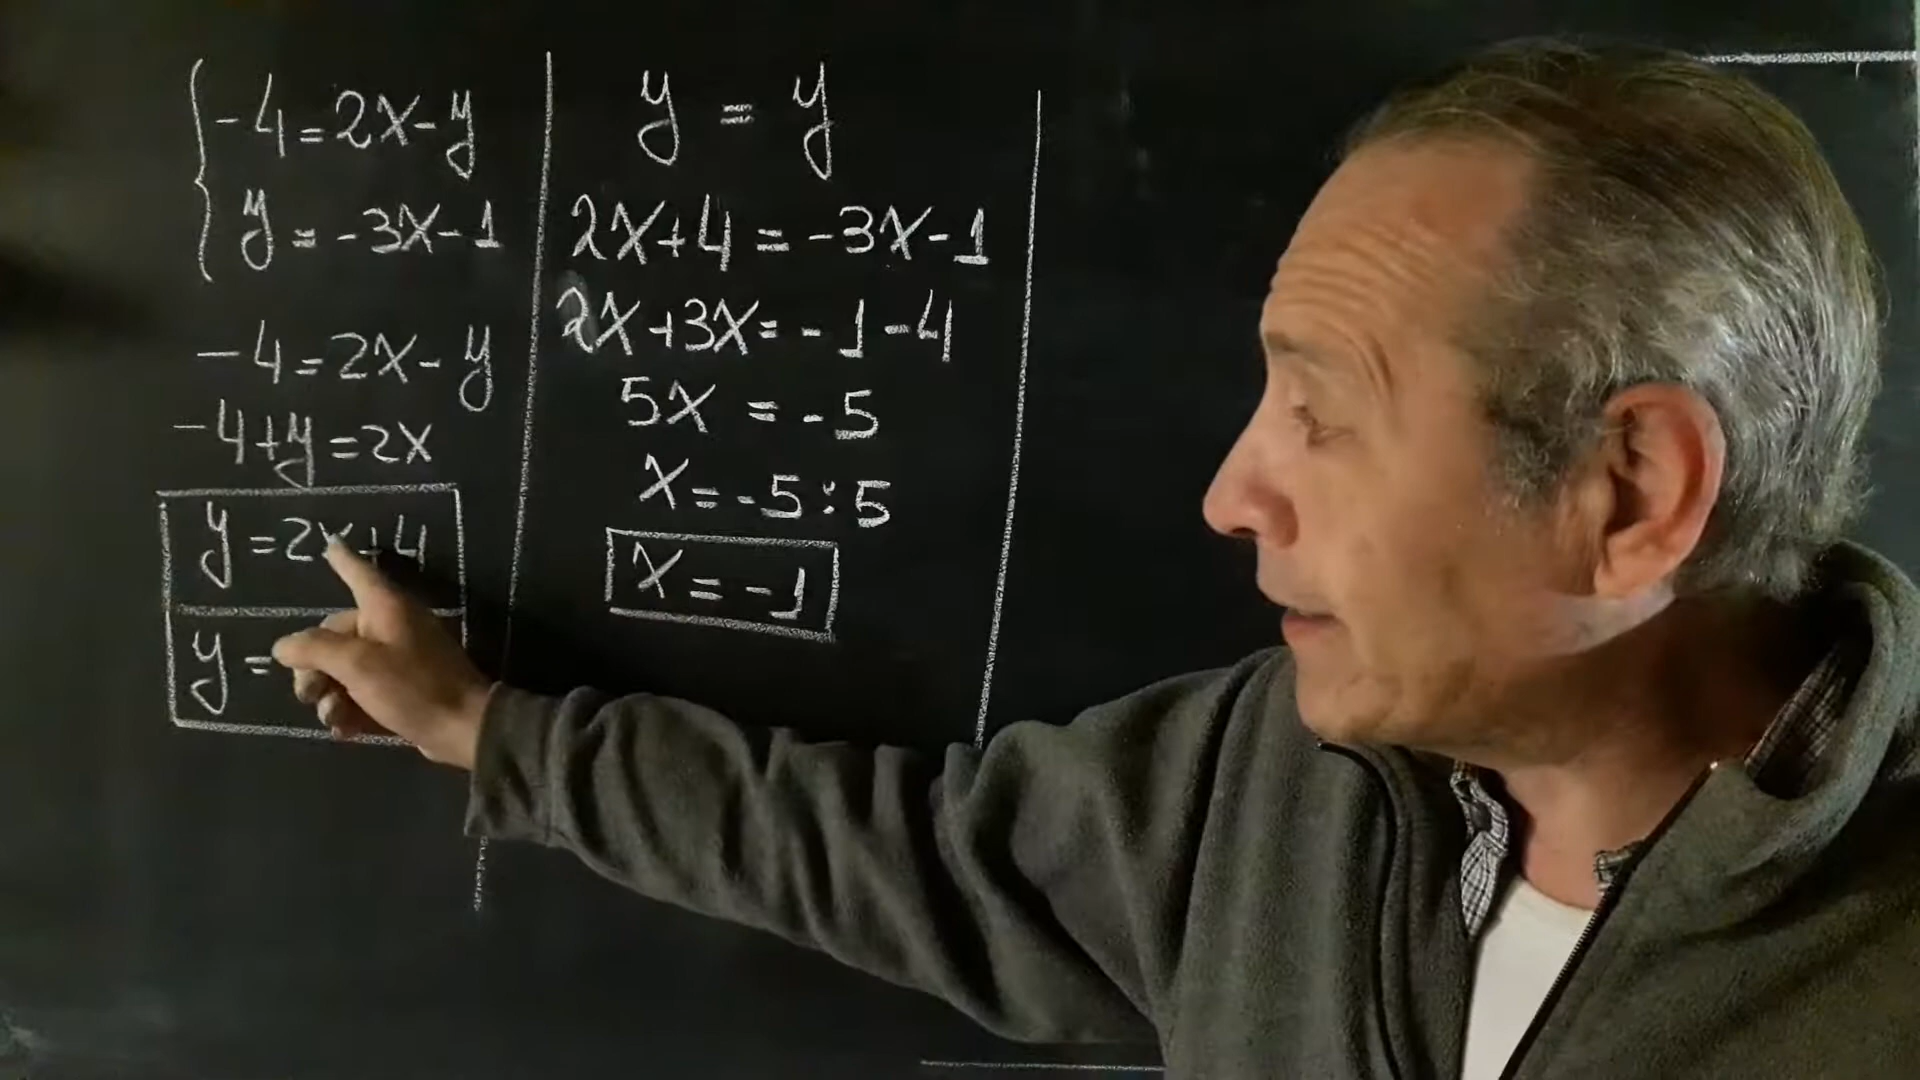 -4=2x-y
y=-3x-1
-4=2x-y
-4+y=2x
y=2x+4
y=
y = y
2x+4=-3x-1
2x+3x=-1-4
5x=-5
x=-5:5
x=-1